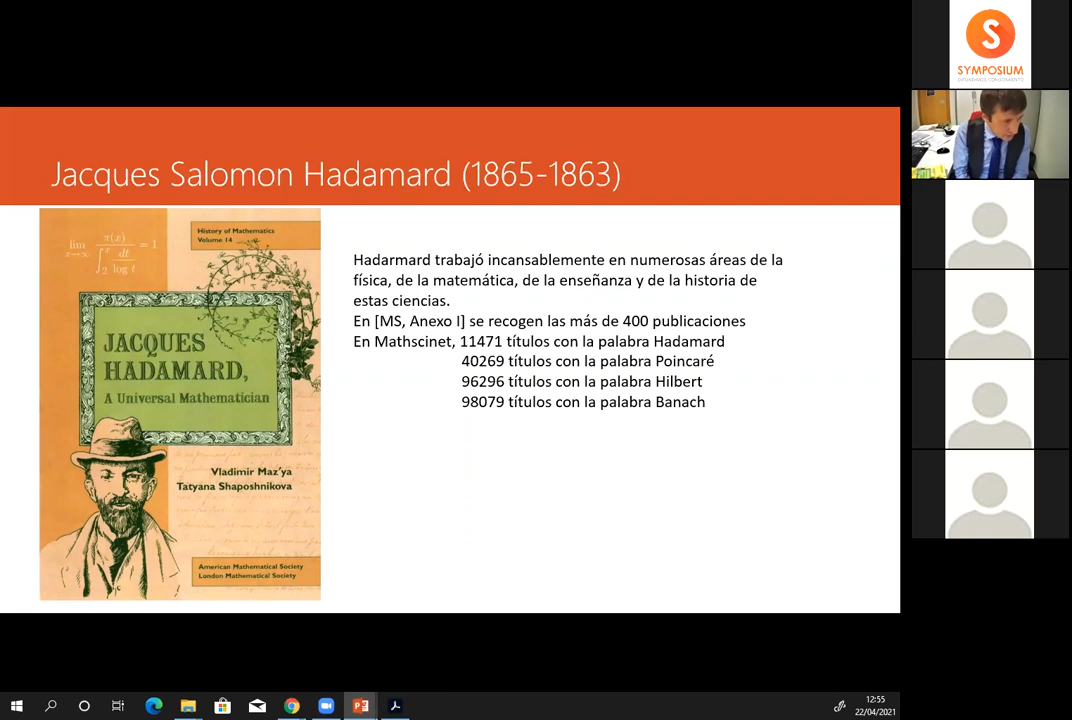 Jacques Salomon Hadamard (1865-1863)
lim x→∞ π(x) / ∫₂ˣ dt / log t = 1
History of Mathematics
Volume 14
JACQUES
HADAMARD,
A Universal Mathematician
Vladimir Maz'ya
Tatyana Shaposhnikova
American Mathematical Society
London Mathematical Society
Hadarmard trabajó incansablemente en numerosas áreas de la
física, de la matemática, de la enseñanza y de la historia de
estas ciencias.
En [MS, Anexo I] se recogen las más de 400 publicaciones
En Mathscinet, 11471 títulos con la palabra Hadamard
40269 títulos con la palabra Poincaré
96296 títulos con la palabra Hilbert
98079 títulos con la palabra Banach
S
SYMPOSIUM
12:55
22/04/2021